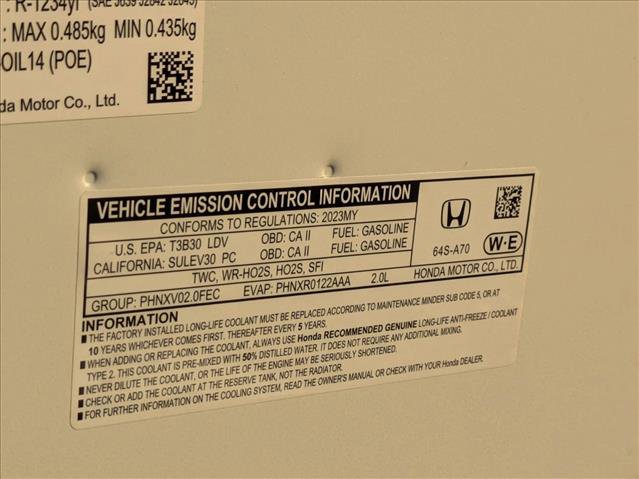 : R-1234yf (SAE J639 J2842 J2845)
: MAX 0.485kg MIN 0.435kg
OIL14 (POE)
da Motor Co., Ltd.
VEHICLE EMISSION CONTROL INFORMATION
CONFORMS TO REGULATIONS: 2023MY
U.S. EPA: T3B30 LDV OBD: CA II FUEL: GASOLINE
CALIFORNIA: SULEV30 PC OBD: CA II FUEL: GASOLINE
TWC, WR-HO2S, HO2S, SFI
GROUP: PHNXV02.0FEC EVAP: PHNXR0122AAA 2.0L
64S-A70
W-E
HONDA MOTOR CO., LTD.
INFORMATION
■ THE FACTORY INSTALLED LONG-LIFE COOLANT MUST BE REPLACED ACCORDING TO MAINTENANCE MINDER SUB CODE 5, OR AT
10 YEARS WHICHEVER COMES FIRST. THEREAFTER EVERY 5 YEARS.
■ WHEN ADDING OR REPLACING THE COOLANT, ALWAYS USE Honda RECOMMENDED GENUINE LONG-LIFE ANTI-FREEZE / COOLANT
TYPE 2. THIS COOLANT IS PRE-MIXED WITH 50% DISTILLED WATER. IT DOES NOT REQUIRE ANY ADDITIONAL MIXING.
■ NEVER DILUTE THE COOLANT, OR THE LIFE OF THE ENGINE MAY BE SERIOUSLY SHORTENED.
■ CHECK OR ADD COOLANT AT THE RESERVE TANK, NOT THE RADIATOR.
■ FOR FURTHER INFORMATION ON THE COOLING SYSTEM, READ THE OWNER'S MANUAL OR CHECK WITH YOUR Honda DEALER.